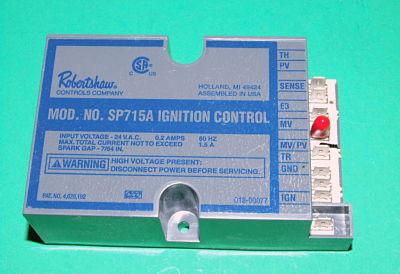 Robertshaw
CONTROLS COMPANY
C US
HOLLAND, MI 49424
ASSEMBLED IN USA
MOD. NO. SP715A IGNITION CONTROL
INPUT VOLTAGE - 24 V.A.C. 0.2 AMPS 60 HZ
MAX. TOTAL CURRENT NOT TO EXCEED 1.5 A
SPARK GAP - 7/64 IN.
WARNING HIGH VOLTAGE PRESENT:
DISCONNECT POWER BEFORE SERVICING.
TH
PV
SENSE
E3
MV
MV/PV
TR
GND
IGN